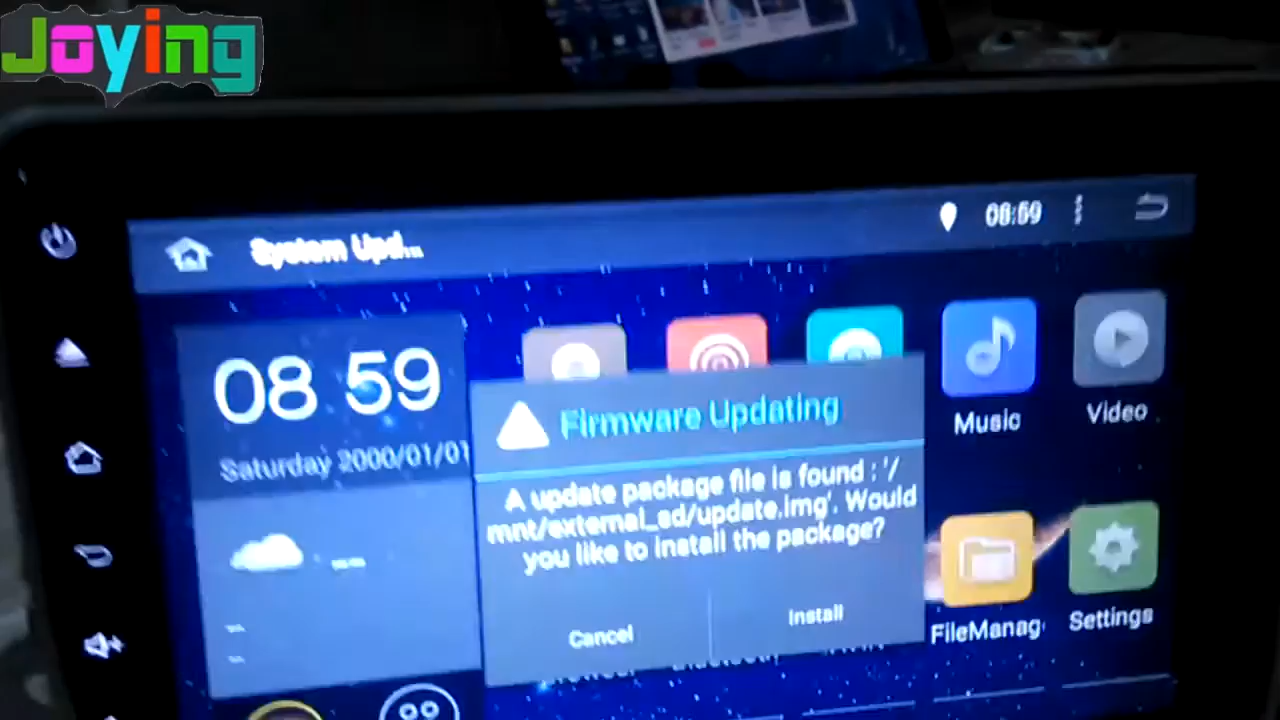 Joying
System Upd...
08:59
08 59
Saturday 2000/01/01
Firmware Updating
A update package file is found : '/
mnt/external_sd/update.img'. Would
you like to install the package?
Cancel
Install
Music
Video
FileManag
Settings